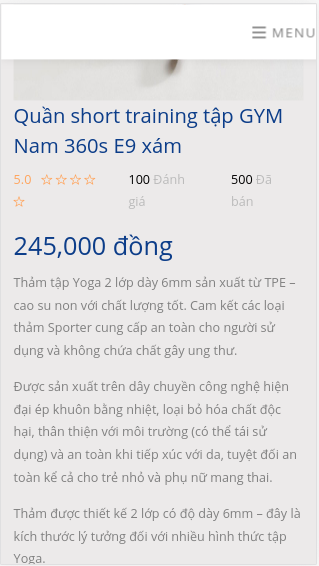 MENU
Quần short training tập GYM
Nam 360s E9 xám
5.0 ☆☆☆☆
☆
100 Đánh
giá
500 Đã
bán
245,000 đồng
Thảm tập Yoga 2 lớp dày 6mm sản xuất từ TPE –
cao su non với chất lượng tốt. Cam kết các loại
thảm Sporter cung cấp an toàn cho người sử
dụng và không chứa chất gây ung thư.
Được sản xuất trên dây chuyền công nghệ hiện
đại ép khuôn bằng nhiệt, loại bỏ hóa chất độc
hại, thân thiện với môi trường (có thể tái sử
dụng) và an toàn khi tiếp xúc với da, tuyệt đối an
toàn kể cả cho trẻ nhỏ và phụ nữ mang thai.
Thảm được thiết kế 2 lớp có độ dày 6mm – đây là
kích thước lý tưởng đối với nhiều hình thức tập
Yoga.